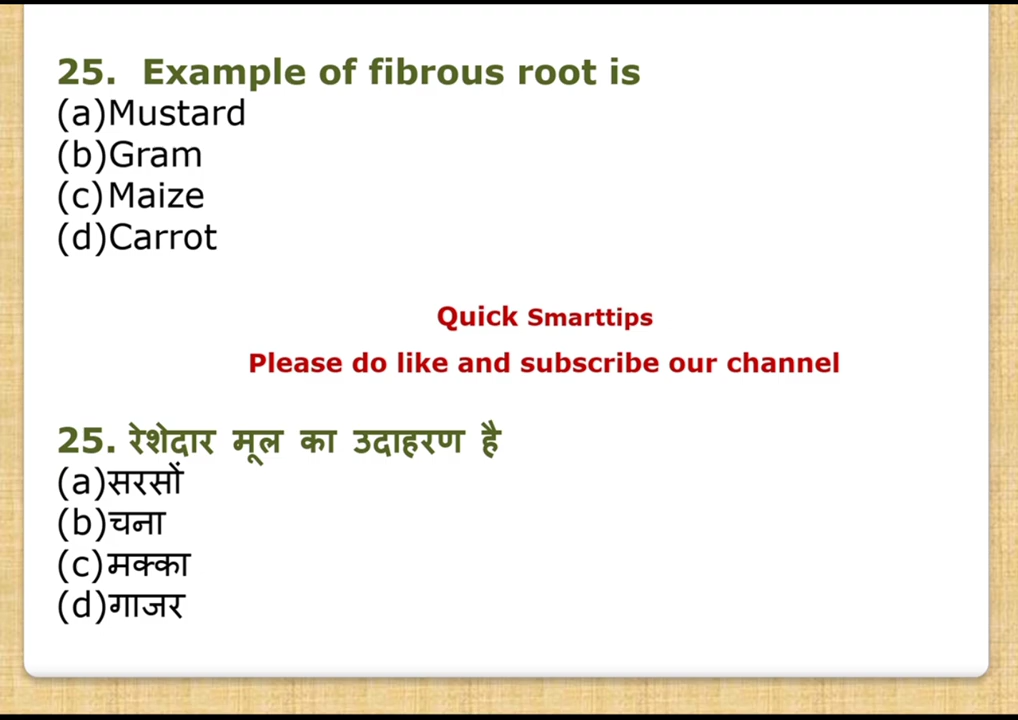 25. Example of fibrous root is
(a)Mustard
(b)Gram
(c)Maize
(d)Carrot
Quick Smarttips
Please do like and subscribe our channel
25. रेशेदार मूल का उदाहरण है
(a)सरसों
(b)चना
(c)मक्का
(d)गाजर